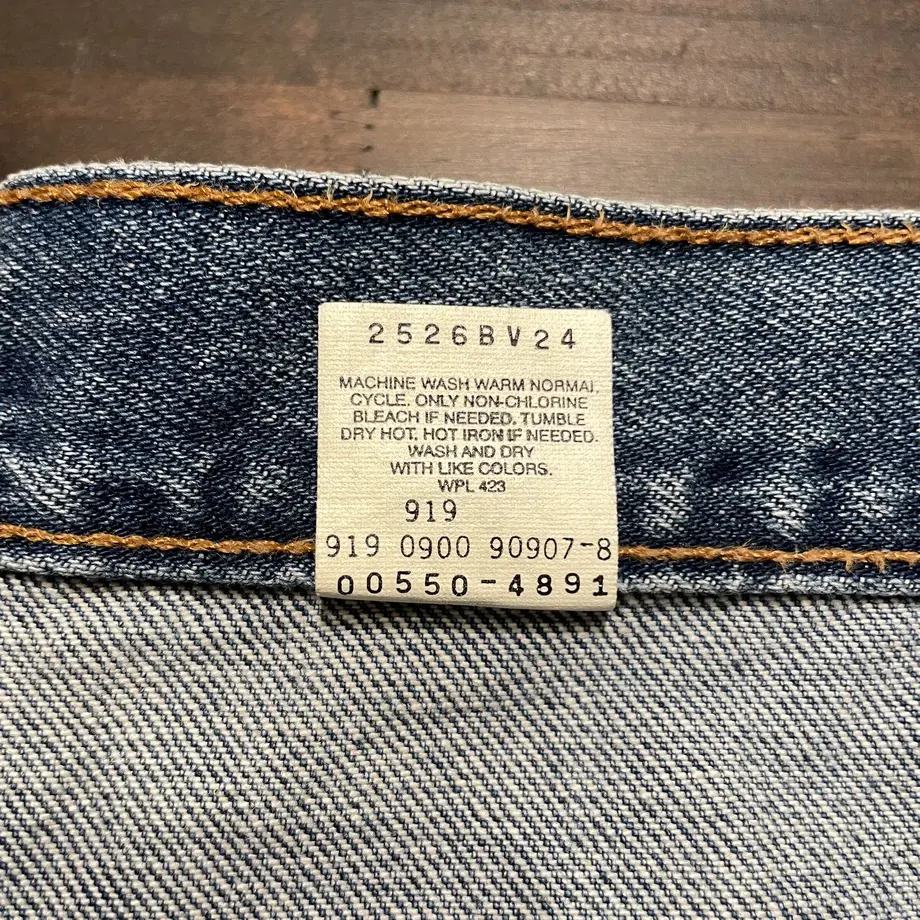 2526BV24
MACHINE WASH WARM NORMAL
CYCLE. ONLY NON-CHLORINE
BLEACH IF NEEDED. TUMBLE
DRY HOT. HOT IRON IF NEEDED.
WASH AND DRY
WITH LIKE COLORS.
WPL 423
919
919 0900 90907-8
00550-4891